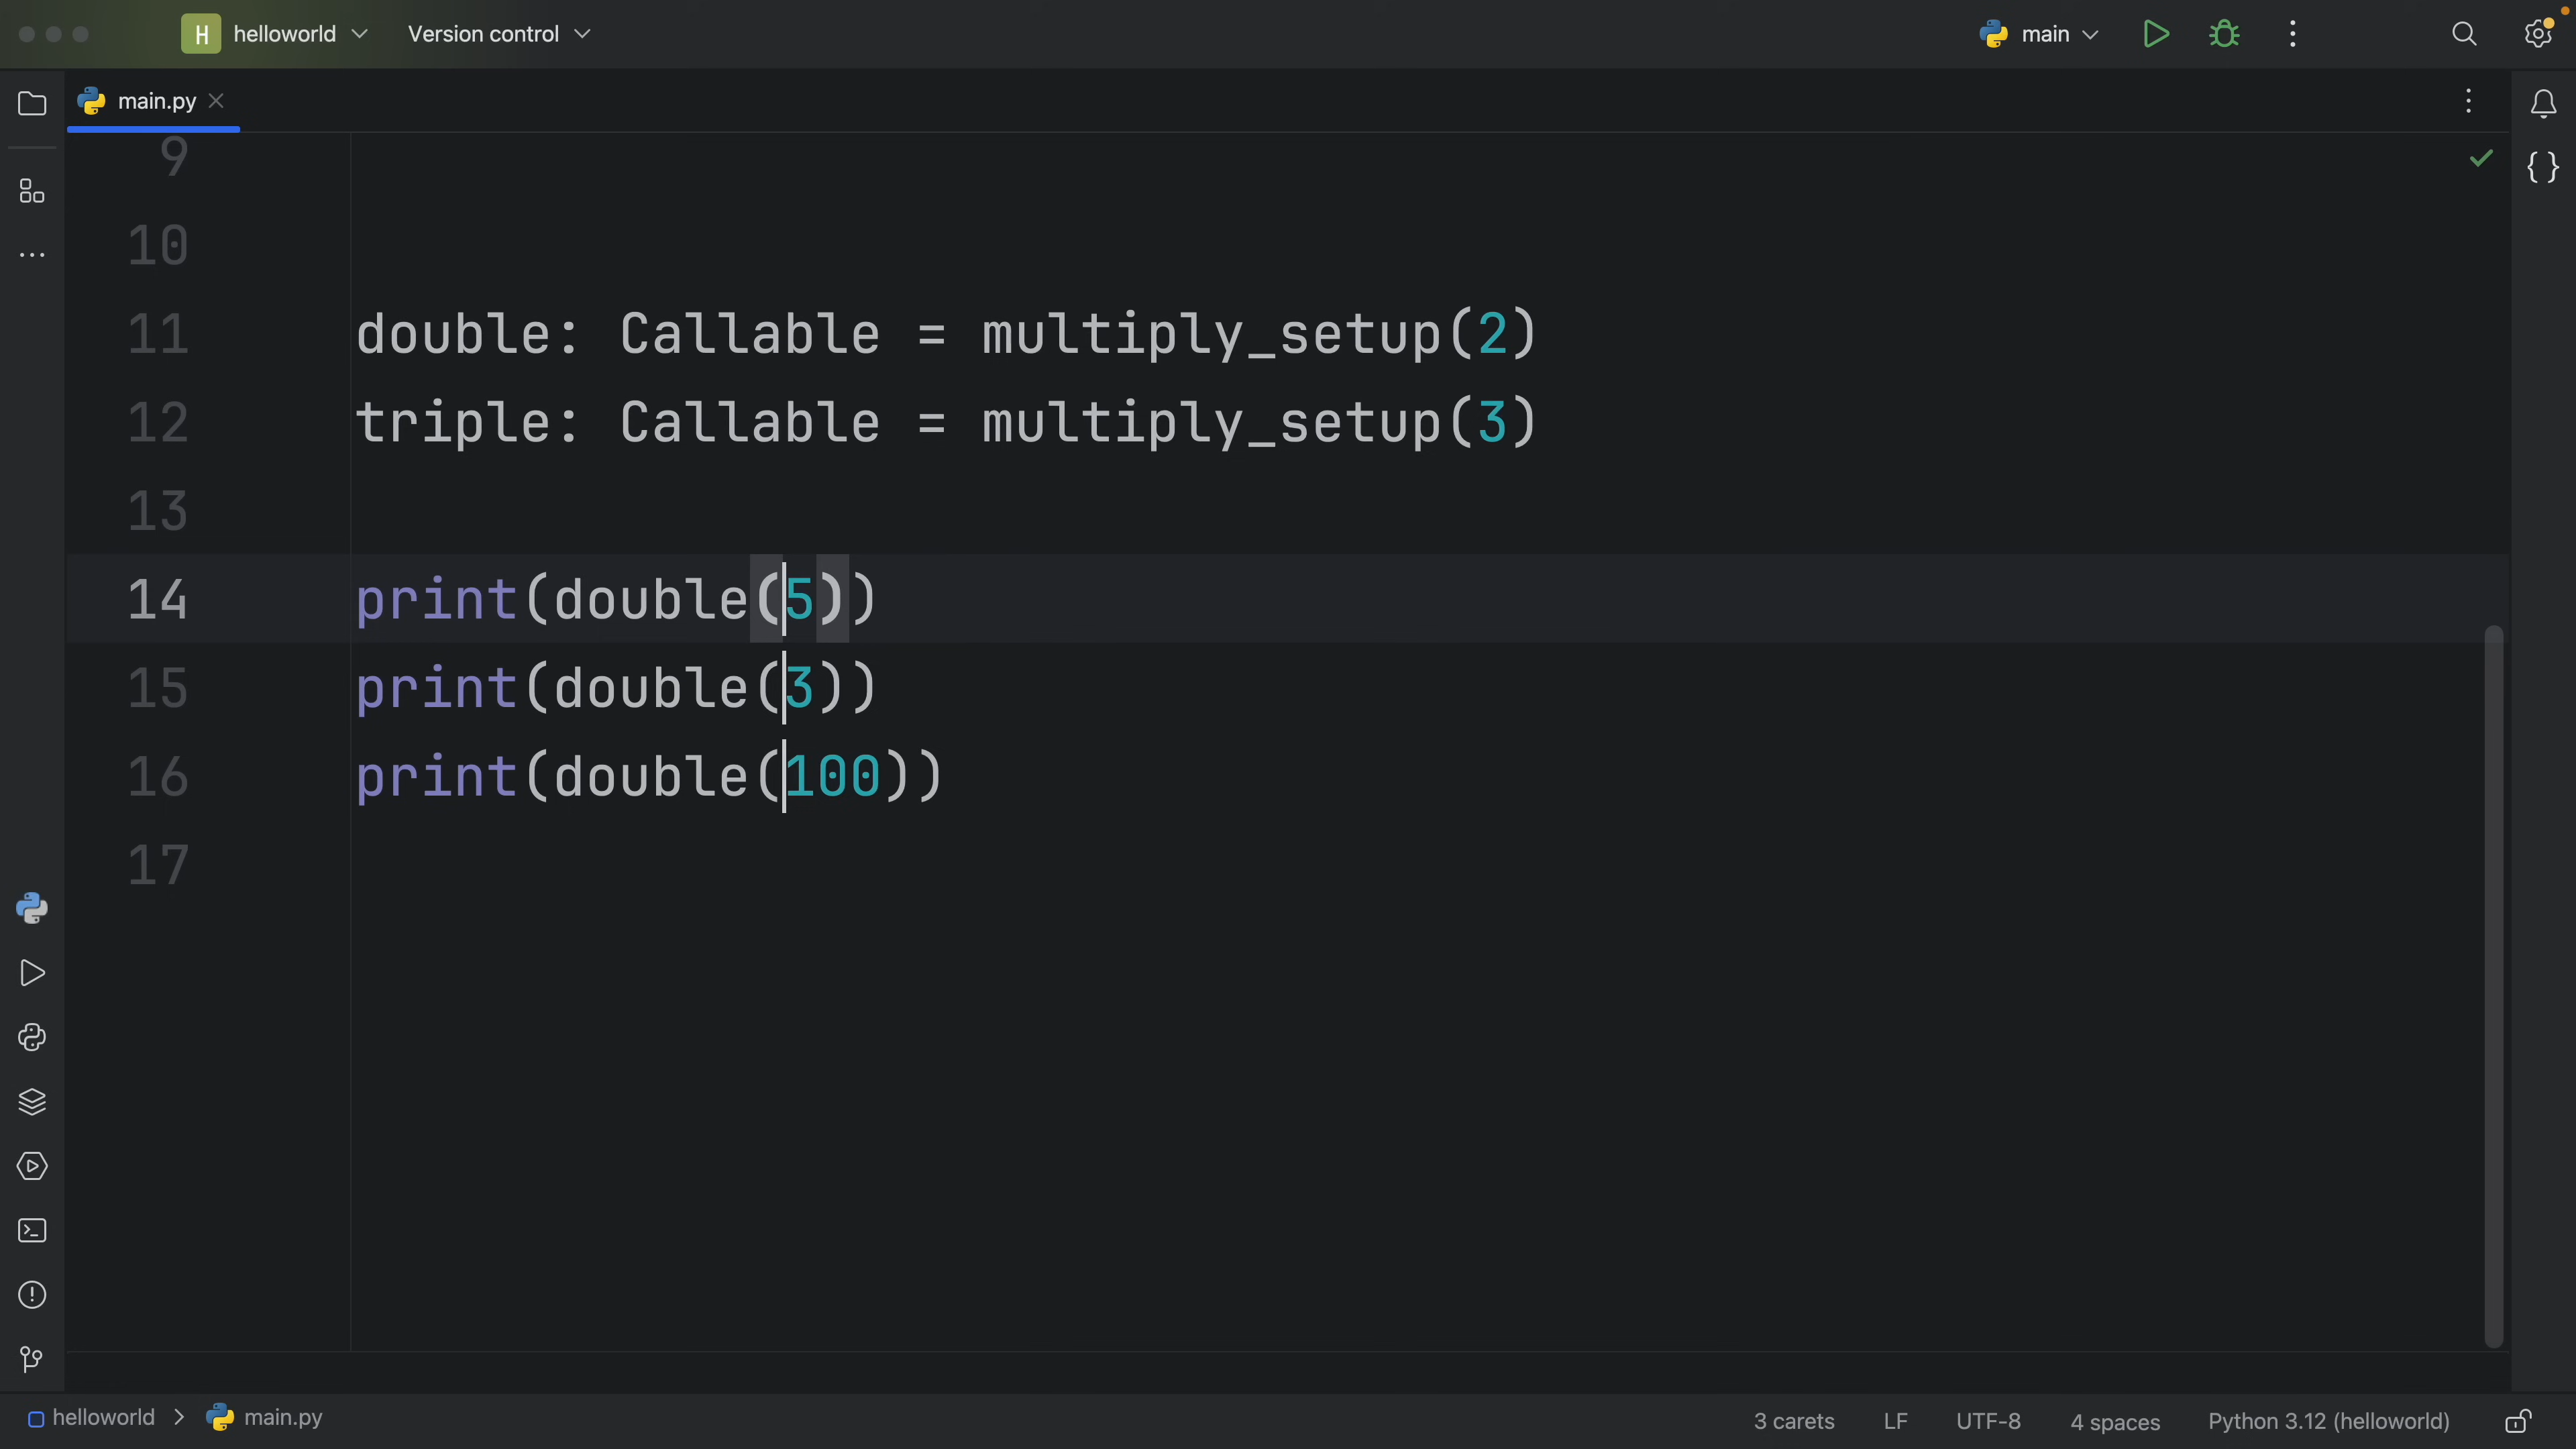 H helloworld Version control main
main.py
9
10
11 double: Callable = multiply_setup(2)
12 triple: Callable = multiply_setup(3)
13
14 print(double(5))
15 print(double(3))
16 print(double(100))
17
helloworld > main.py 3 carets LF UTF-8 4 spaces Python 3.12 (helloworld)